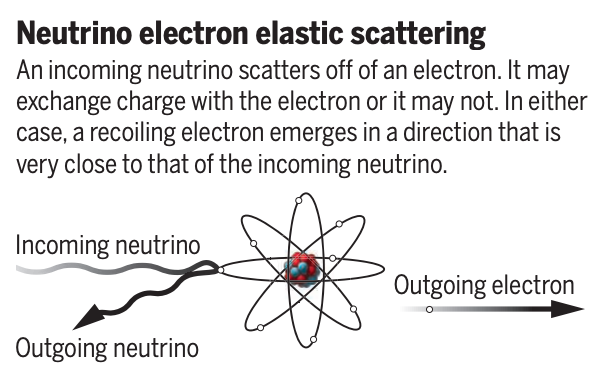 Neutrino electron elastic scattering
An incoming neutrino scatters off of an electron. It may
exchange charge with the electron or it may not. In either
case, a recoiling electron emerges in a direction that is
very close to that of the incoming neutrino.
Incoming neutrino
Outgoing electron
Outgoing neutrino